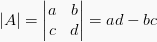 |A| = |a b; c d| = ad − bc